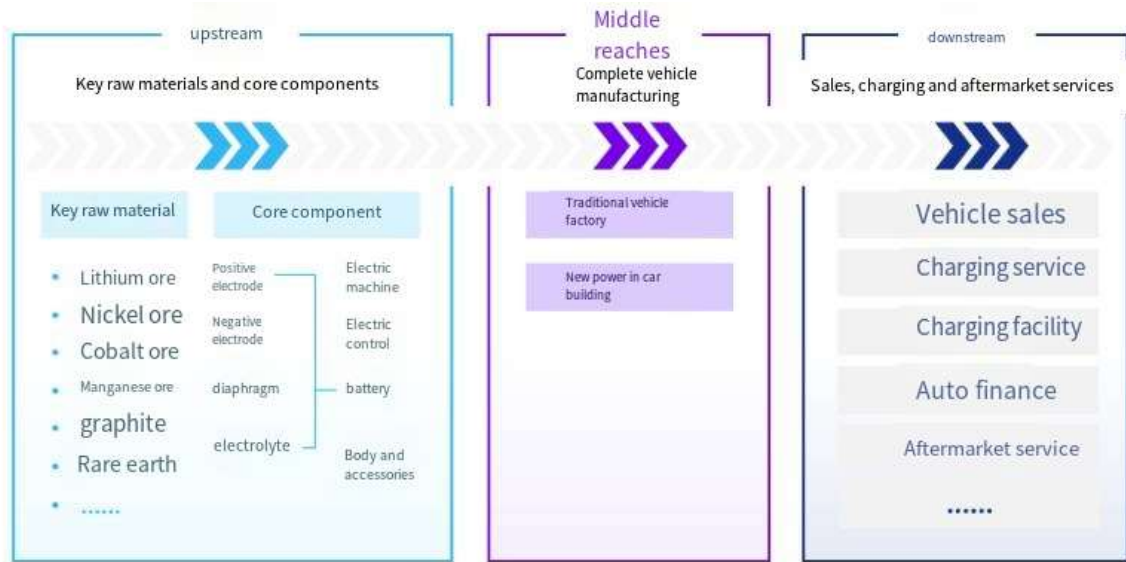 upstream
Key raw materials and core components
Key raw material
Core component
Lithium ore
Nickel ore
Cobalt ore
Manganese ore
graphite
Rare earth
......
Positive
electrode
Negative
electrode
diaphragm
electrolyte
Electric
machine
Electric
control
battery
Body and
accessories
Middle
reaches
Complete vehicle
manufacturing
Traditional vehicle
factory
New power in car
building
downstream
Sales, charging and aftermarket services
Vehicle sales
Charging service
Charging facility
Auto finance
Aftermarket service
......